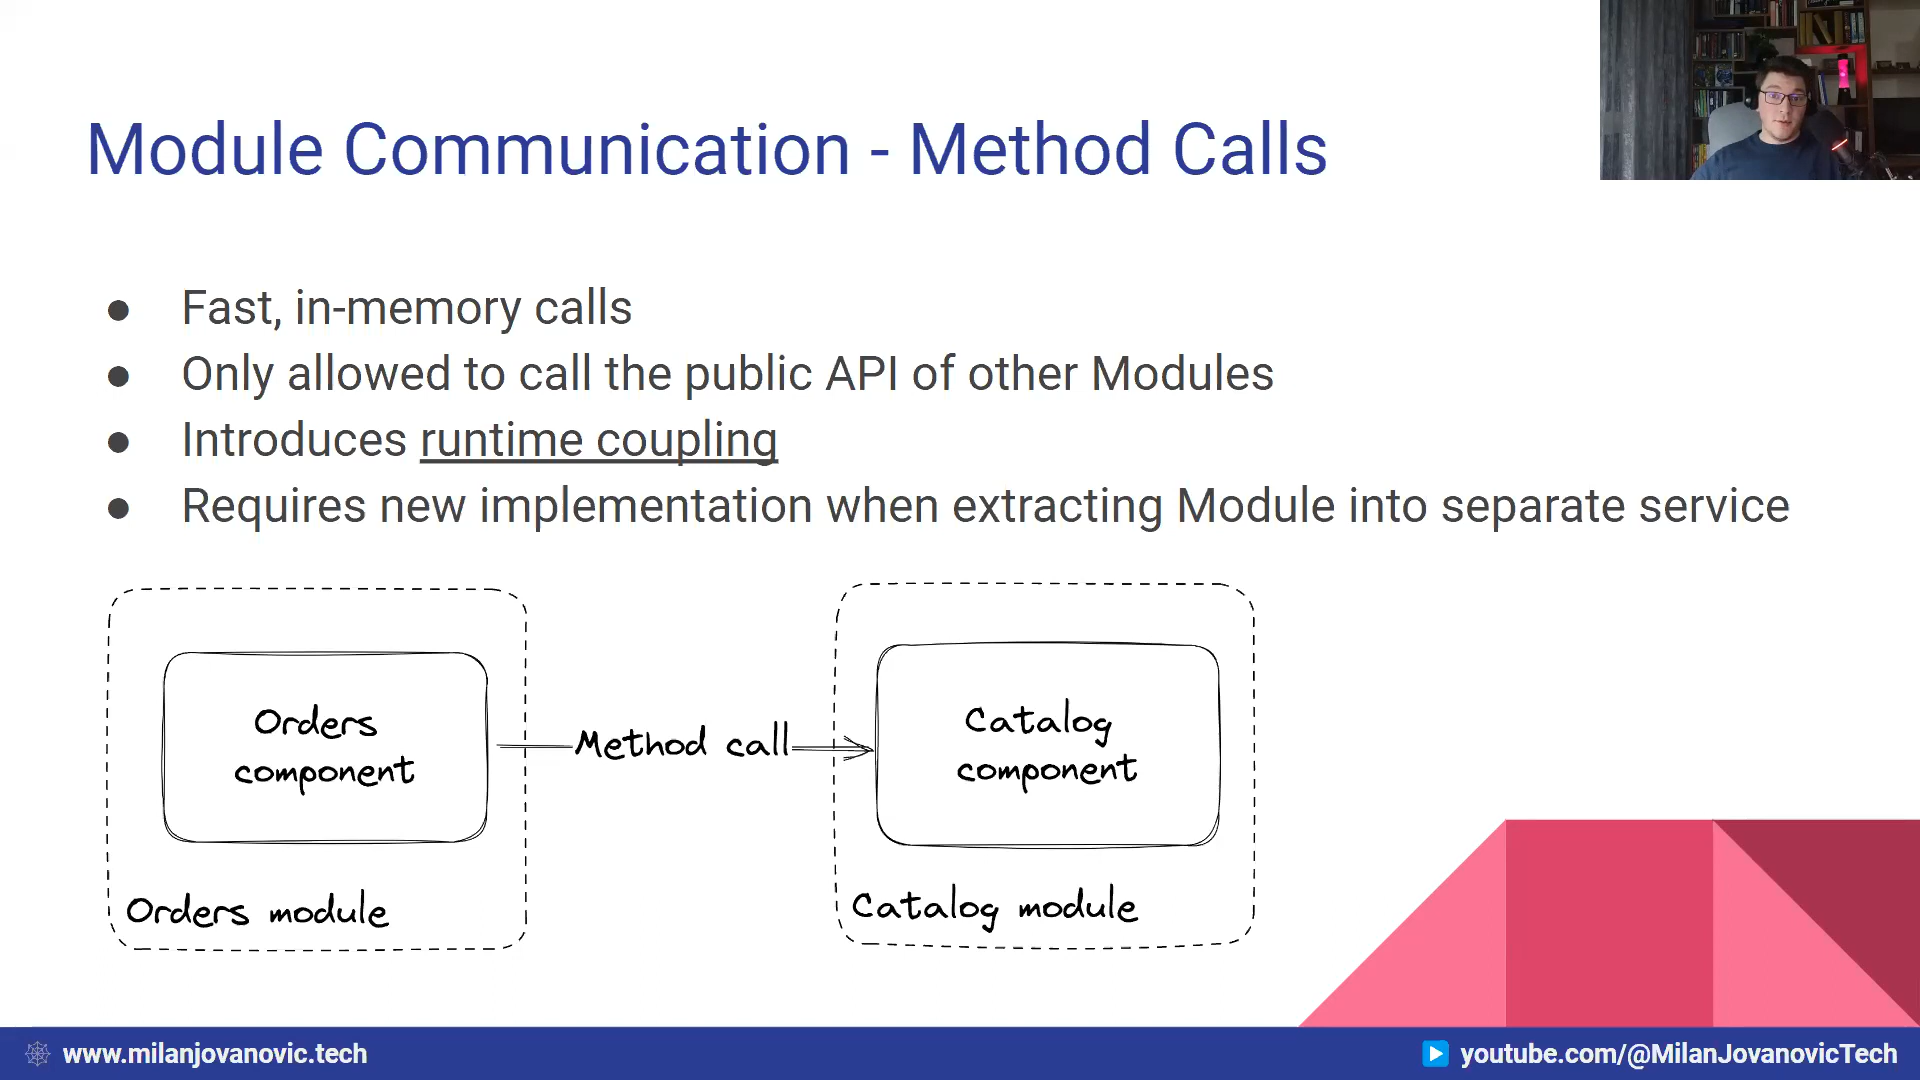 Module Communication - Method Calls
● Fast, in-memory calls
● Only allowed to call the public API of other Modules
● Introduces runtime coupling
● Requires new implementation when extracting Module into separate service
Orders
component
Orders module
Method call
Catalog
component
Catalog module
www.milanjovanovic.tech
youtube.com/@MilanJovanovicTech